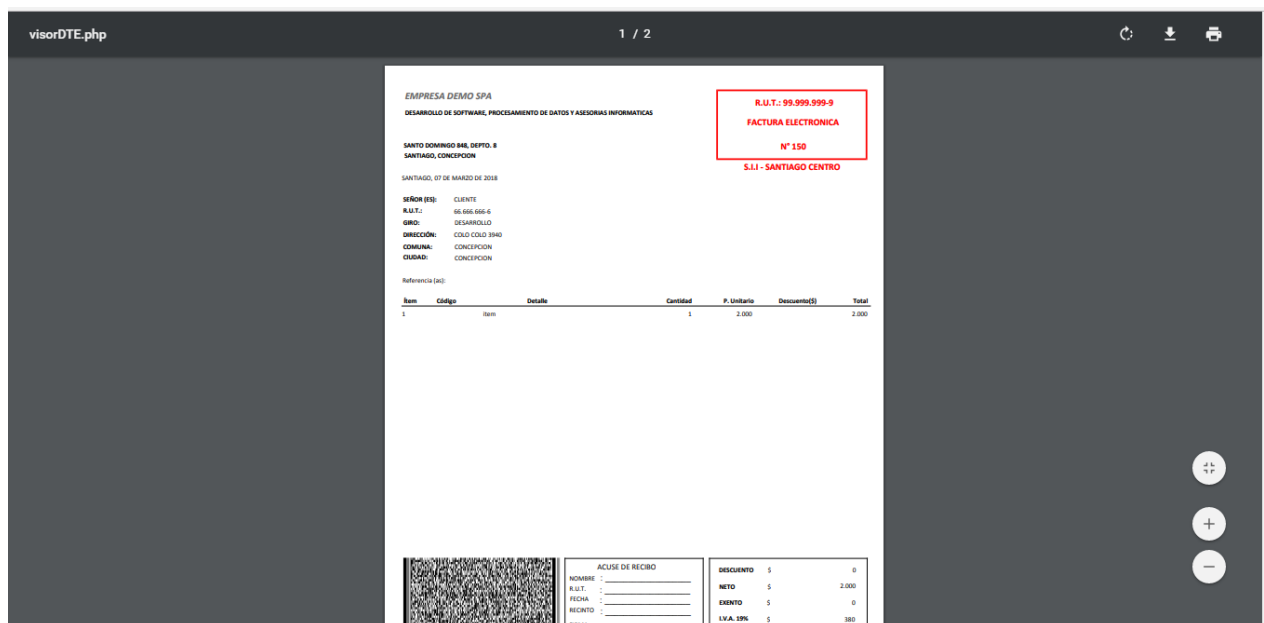 visorDTE.php
1 / 2
EMPRESA DEMO SPA
DESARROLLO DE SOFTWARE, PROCESAMIENTO DE DATOS Y ASESORIAS INFORMATICAS
SANTO DOMINGO 848, DEPTO. 8
SANTIAGO, CONCEPCION
R.U.T.: 99.999.999-9
FACTURA ELECTRONICA
N° 150
S.I.I - SANTIAGO CENTRO
SANTIAGO, 07 DE MARZO DE 2018
SEÑOR (ES): CLIENTE
R.U.T.: 66.666.666-6
GIRO: DESARROLLO
DIRECCIÓN: COLO COLO 3940
COMUNA: CONCEPCION
CIUDAD: CONCEPCION
Referencia (as):
Ítem Código Detalle Cantidad P. Unitario Descuento($) Total
1 item 1 2.000 2.000
ACUSE DE RECIBO
NOMBRE :
R.U.T. :
FECHA :
RECINTO :
DESCUENTO $ 0
NETO $ 2.000
EXENTO $ 0
I.V.A. 19% $ 380